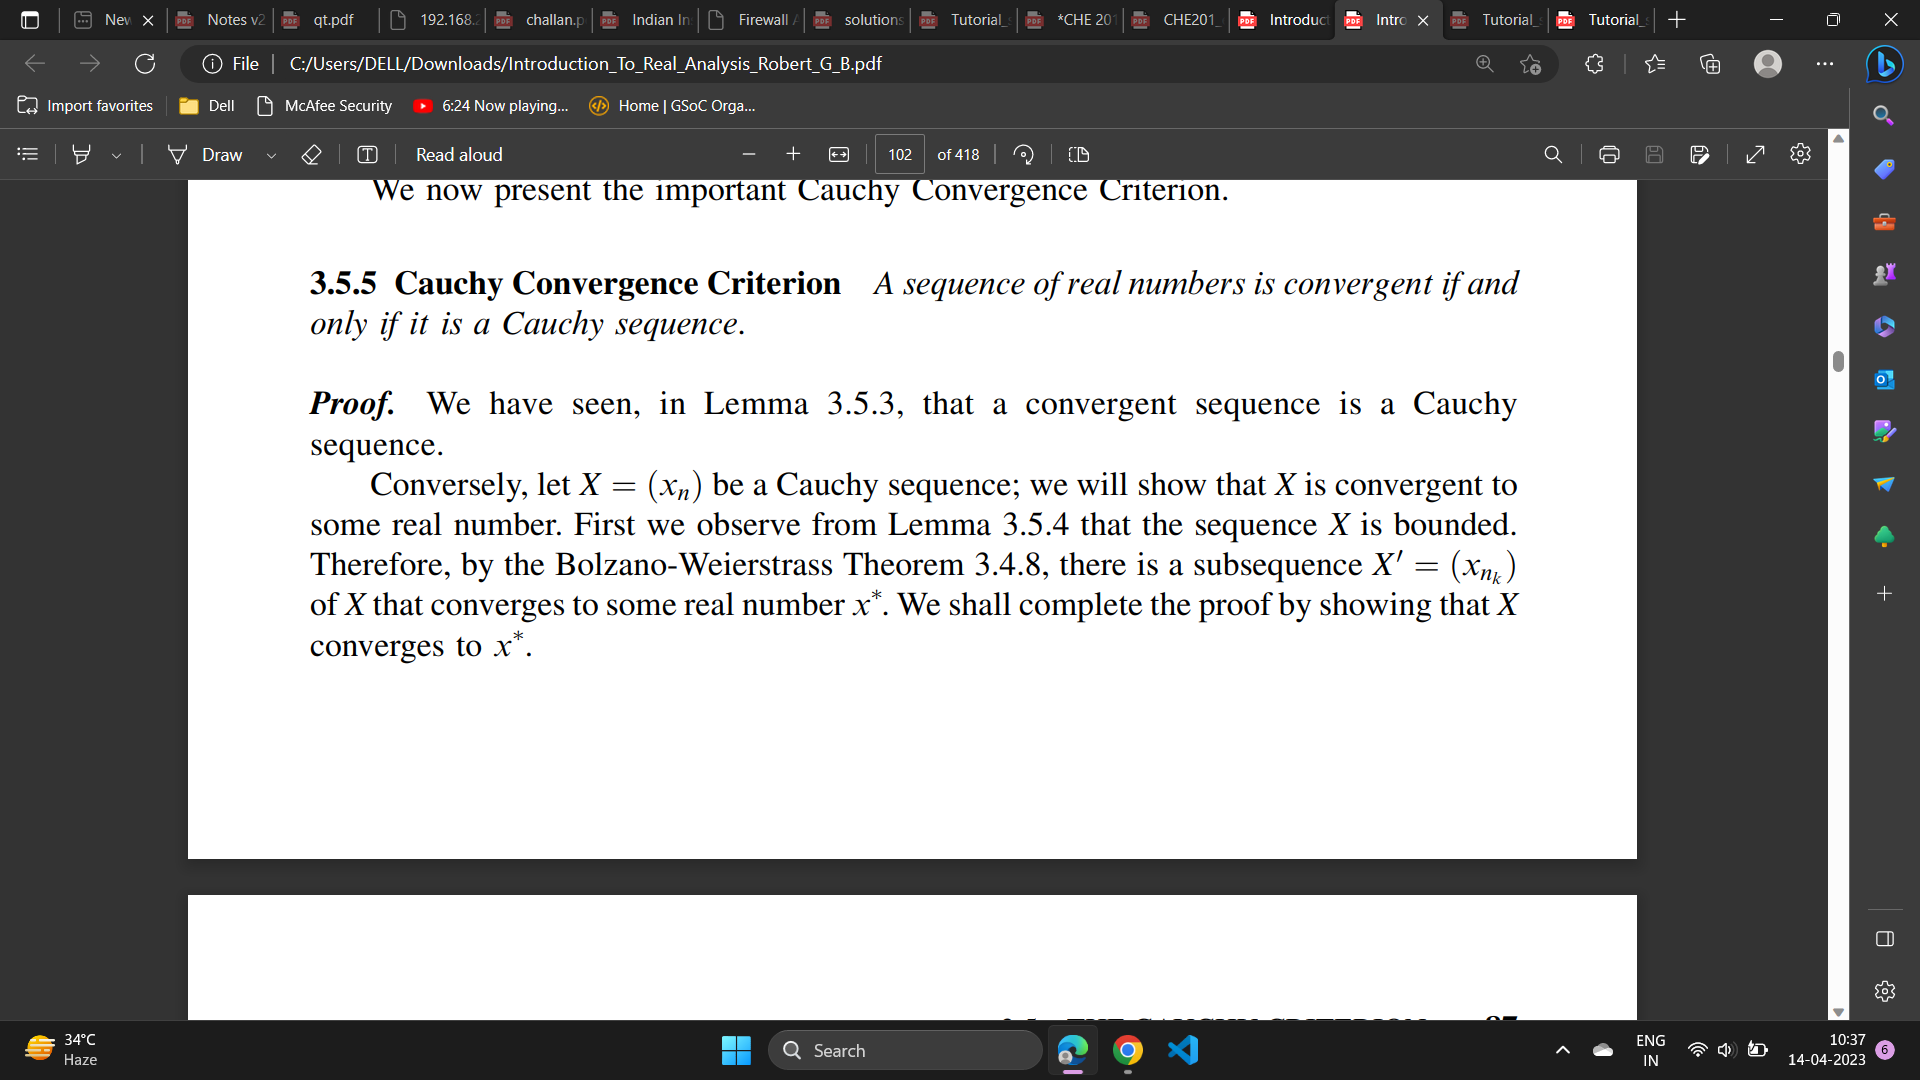 New
Notes v2
qt.pdf
192.168.
challan.p
Indian In
Firewall
solutions
Tutorial_
*CHE 201
CHE201_
Introduc
Intro
Tutorial_
Tutorial_
File
C:/Users/DELL/Downloads/Introduction_To_Real_Analysis_Robert_G_B.pdf
Import favorites
Dell
McAfee Security
6:24 Now playing...
Home | GSoC Orga...
Draw
Read aloud
102 of 418
We now present the important Cauchy Convergence Criterion.
3.5.5 Cauchy Convergence Criterion A sequence of real numbers is convergent if and
only if it is a Cauchy sequence.
Proof. We have seen, in Lemma 3.5.3, that a convergent sequence is a Cauchy
sequence.
Conversely, let X = (xₙ) be a Cauchy sequence; we will show that X is convergent to
some real number. First we observe from Lemma 3.5.4 that the sequence X is bounded.
Therefore, by the Bolzano-Weierstrass Theorem 3.4.8, there is a subsequence X′ = (x_{n_k})
of X that converges to some real number x*. We shall complete the proof by showing that X
converges to x*.
34°C
Haze
Search
ENG
IN
10:37
14-04-2023
6